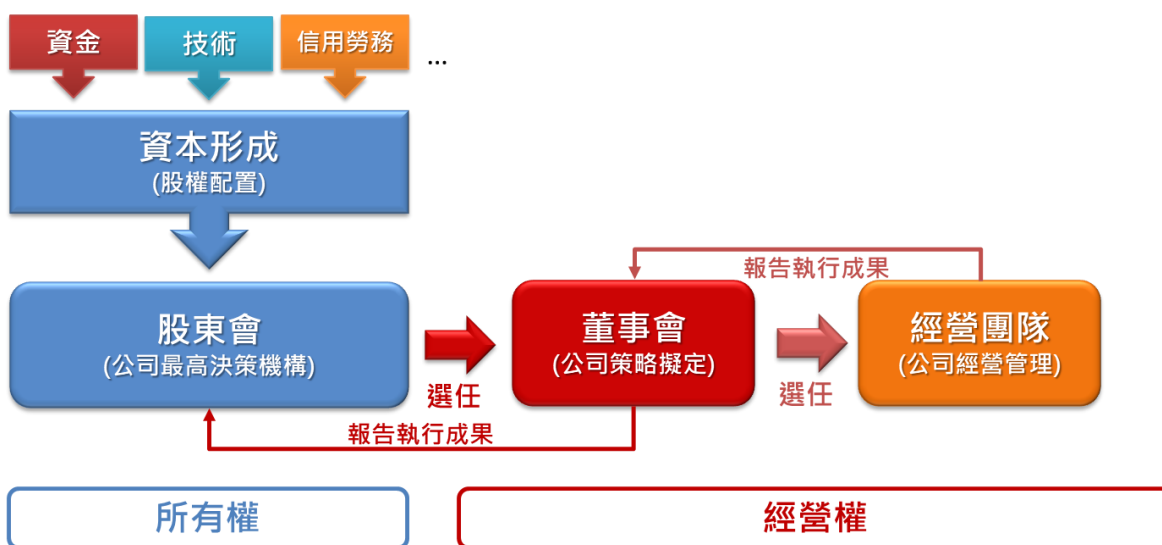 資金
技術
信用勞務
...
資本形成
(股權配置)
報告執行成果
股東會
(公司最高決策機構)
選任
董事會
(公司策略擬定)
選任
經營團隊
(公司經營管理)
報告執行成果
所有權
經營權